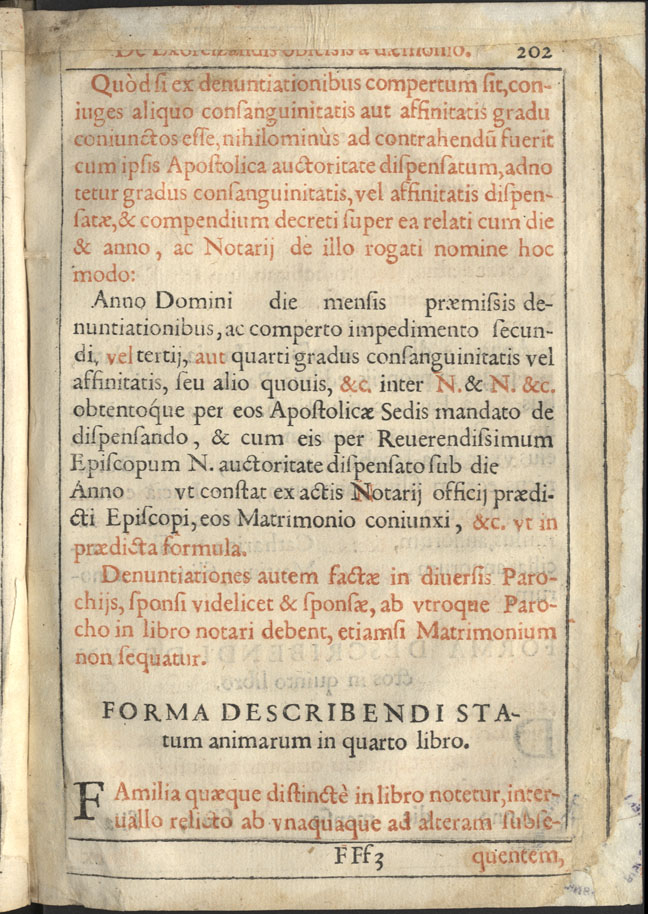 De Exorcizandis obsessis a dæmonio. 202
Quòd ſi ex denuntiationibus compertum ſit, con-
iuges aliquo conſanguinitatis aut affinitatis gradu
coniunctos eſſe, nihilominùs ad contrahendū fuerit
cum ipſis Apoſtolica auctoritate diſpenſatum, adno
tetur gradus conſanguinitatis, vel affinitatis diſpen-
ſatæ, & compendium decreti ſuper ea relati cum die
& anno, ac Notarij de illo rogati nomine hoc
modo:
Anno Domini die menſis præmiſsis de-
nuntiationibus, ac comperto impedimento ſecun-
di, vel tertij, aut quarti gradus conſanguinitatis vel
affinitatis, ſeu alio quouis, &c. inter N. & N. &c.
obtentoq́ue per eos Apoſtolicæ Sedis mandato de
diſpenſando, & cum eis per Reuerendiſsimum
Epiſcopum N. auctoritate diſpenſato ſub die
Anno vt conſtat ex actis Notarij officij prædi-
cti Epiſcopi, eos Matrimonio coniunxi, &c. vt in
prædicta formula.
Denuntiationes autem factæ in diuerſis Paro-
chijs, ſponſi videlicet & ſponſæ, ab vtroque Paro-
cho in libro notari debent, etiamſi Matrimonium
non ſequatur.
FORMA DESCRIBENDI STA-
tum animarum in quarto libro.
FAmilia quæque diſtinctè in libro notetur, inter-
uallo relicto ab vnaquaque ad alteram ſubſe-
FFf3 quentem,